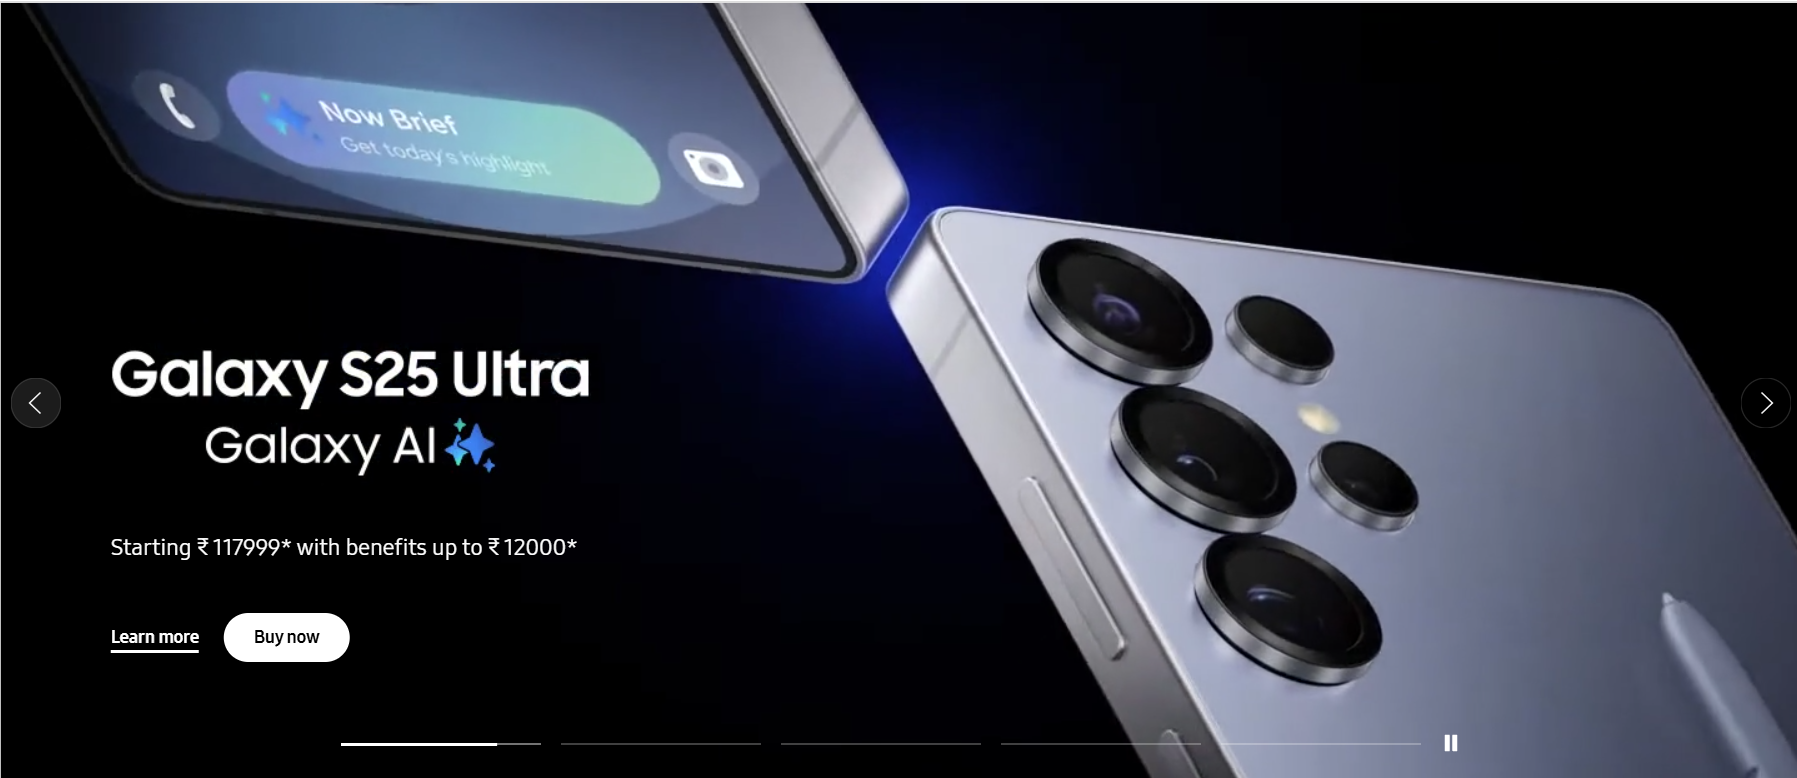 Now Brief
Get today's highlight
Galaxy S25 Ultra
Galaxy AI
Starting ₹117999* with benefits up to ₹12000*
Learn more
Buy now